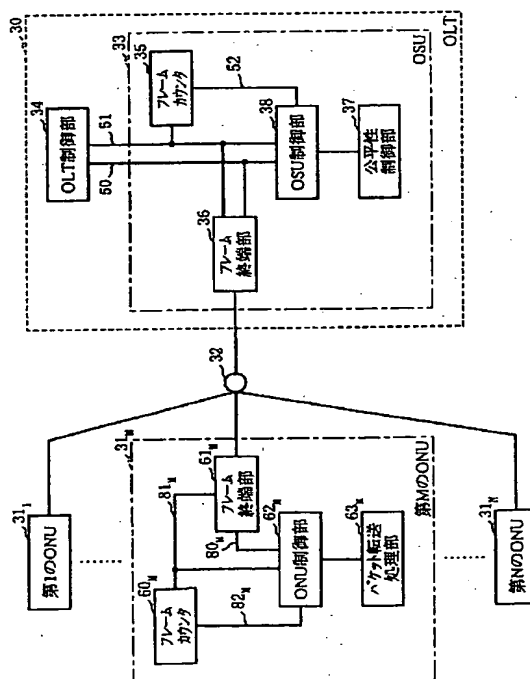 30
OLT
33
OSU
34
OLT制御部
50
51
35
フレーム
カウンタ
52
38
OSU制御部
37
公平性
制御部
36
フレーム
終端部
32
31₁
第1のONU
31M
第MのONU
60M
フレーム
カウンタ
81M
61M
フレーム
終端部
80M
62M
ONU制御部
82M
63M
パケット転送
処理部
31N
第NのONU